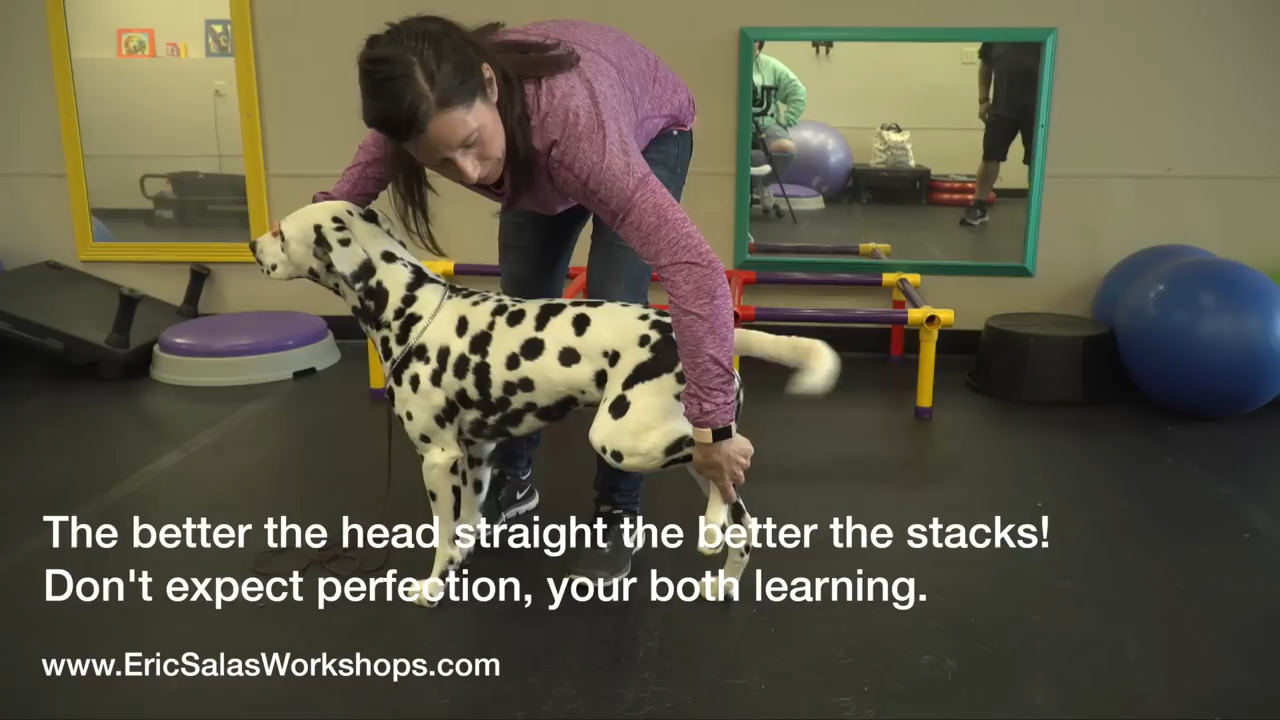 The better the head straight the better the stacks!
Don't expect perfection, your both learning.
www.EricSalasWorkshops.com